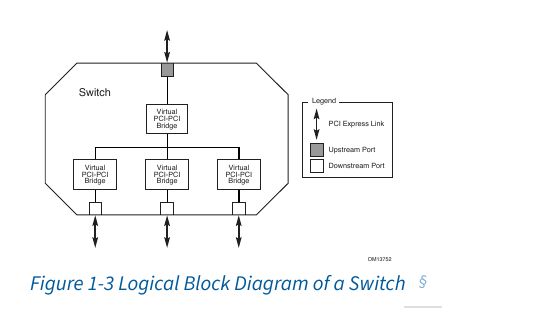 Switch
Virtual
PCI-PCI
Bridge
Virtual
PCI-PCI
Bridge
Virtual
PCI-PCI
Bridge
Virtual
PCI-PCI
Bridge
Legend
PCI Express Link
Upstream Port
Downstream Port
OM13752
Figure 1-3 Logical Block Diagram of a Switch §